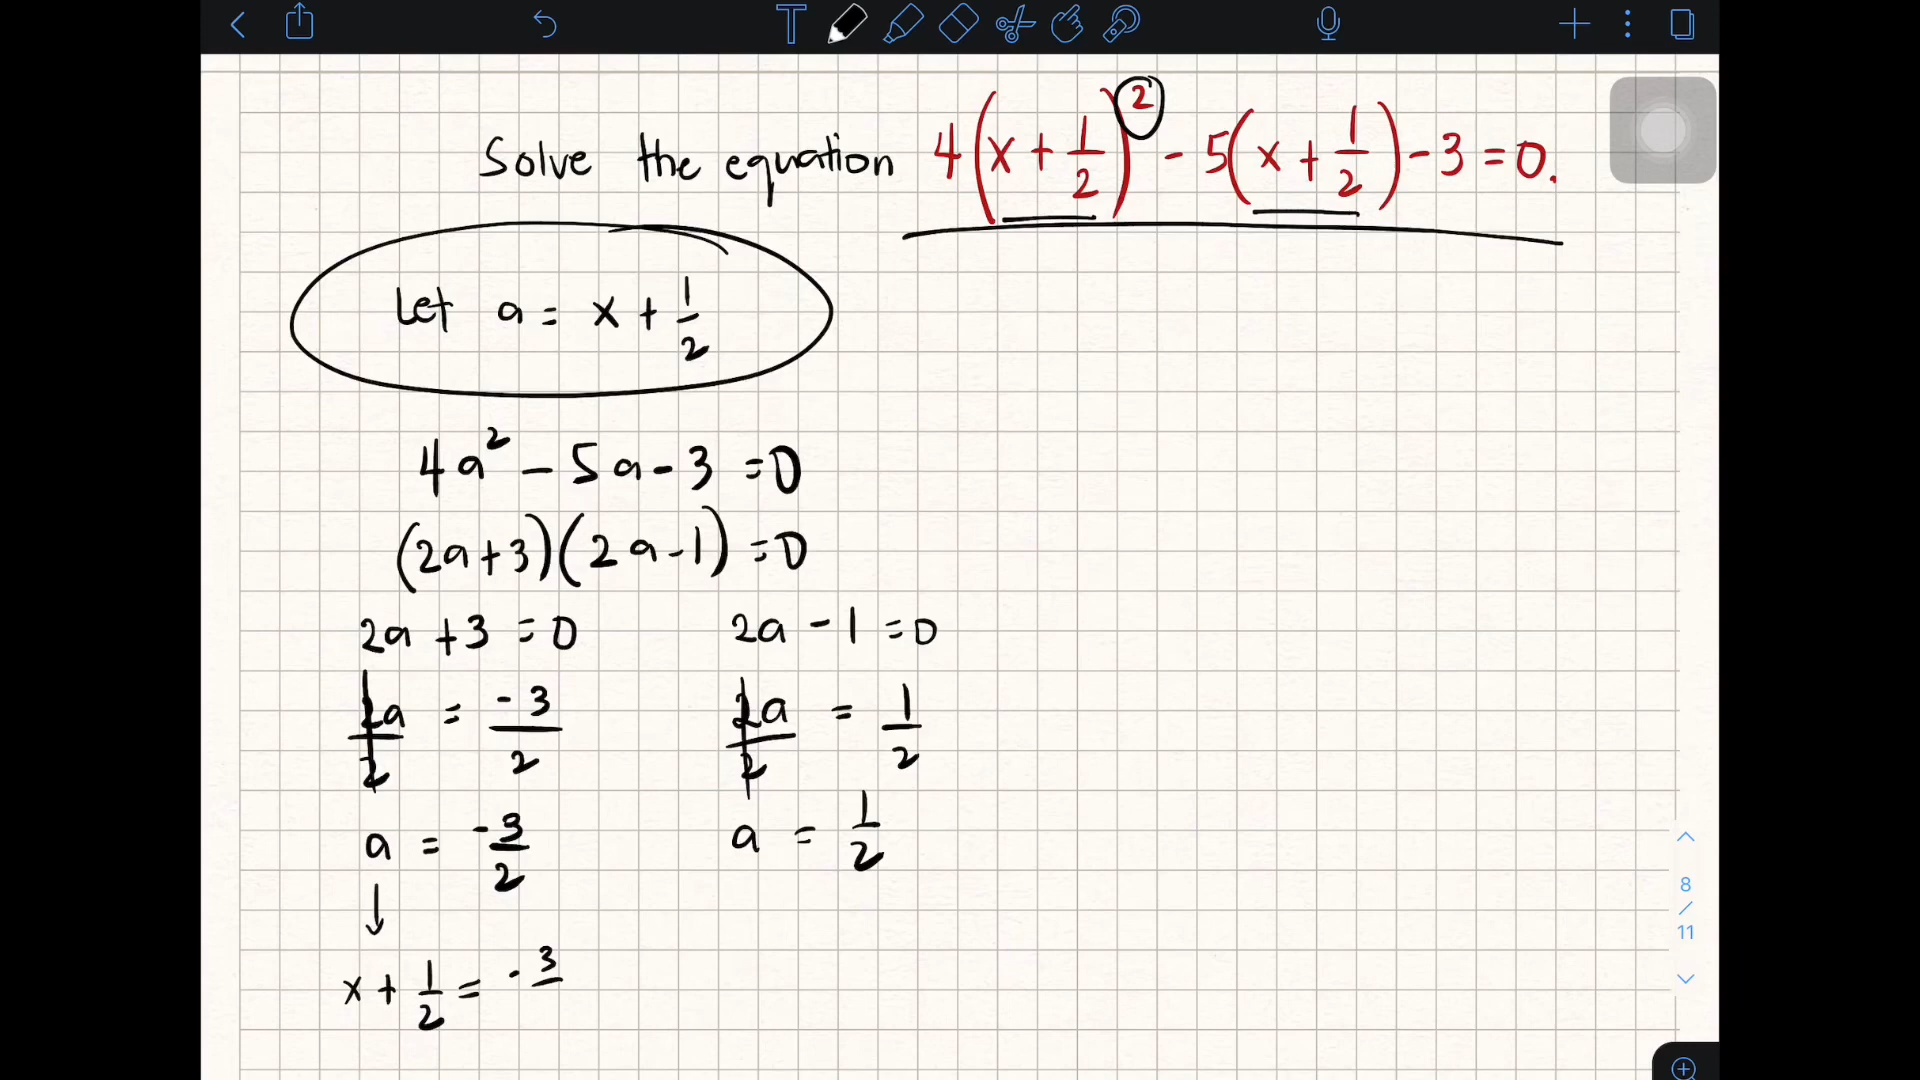 Solve the equation 4(x + 1/2)² - 5(x + 1/2) - 3 = 0.
Let a = x + 1/2
4a² - 5a - 3 = 0
(2a + 3)(2a - 1) = 0
2a + 3 = 0
2a/2 = -3/2
a = -3/2
↓
x + 1/2 = -3
2a - 1 = 0
2a/2 = 1/2
a = 1/2
T
8
/
11